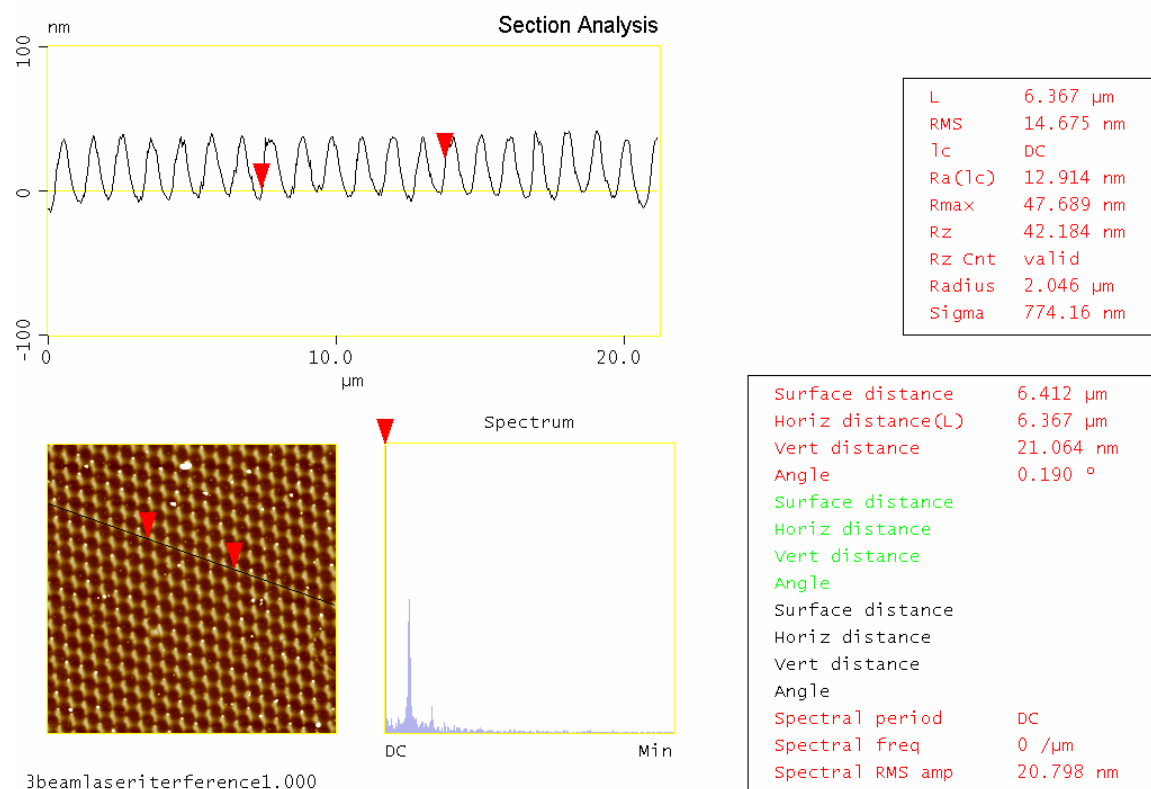 nm
Section Analysis
100
0
-100
0
10.0
20.0
µm
L 6.367 µm
RMS 14.675 nm
lc DC
Ra(lc) 12.914 nm
Rmax 47.689 nm
Rz 42.184 nm
Rz Cnt valid
Radius 2.046 µm
Sigma 774.16 nm
Spectrum
DC
Min
3beamlaseriterference1.000
Surface distance 6.412 µm
Horiz distance(L) 6.367 µm
Vert distance 21.064 nm
Angle 0.190 °
Surface distance
Horiz distance
Vert distance
Angle
Surface distance
Horiz distance
Vert distance
Angle
Spectral period DC
Spectral freq 0 /µm
Spectral RMS amp 20.798 nm